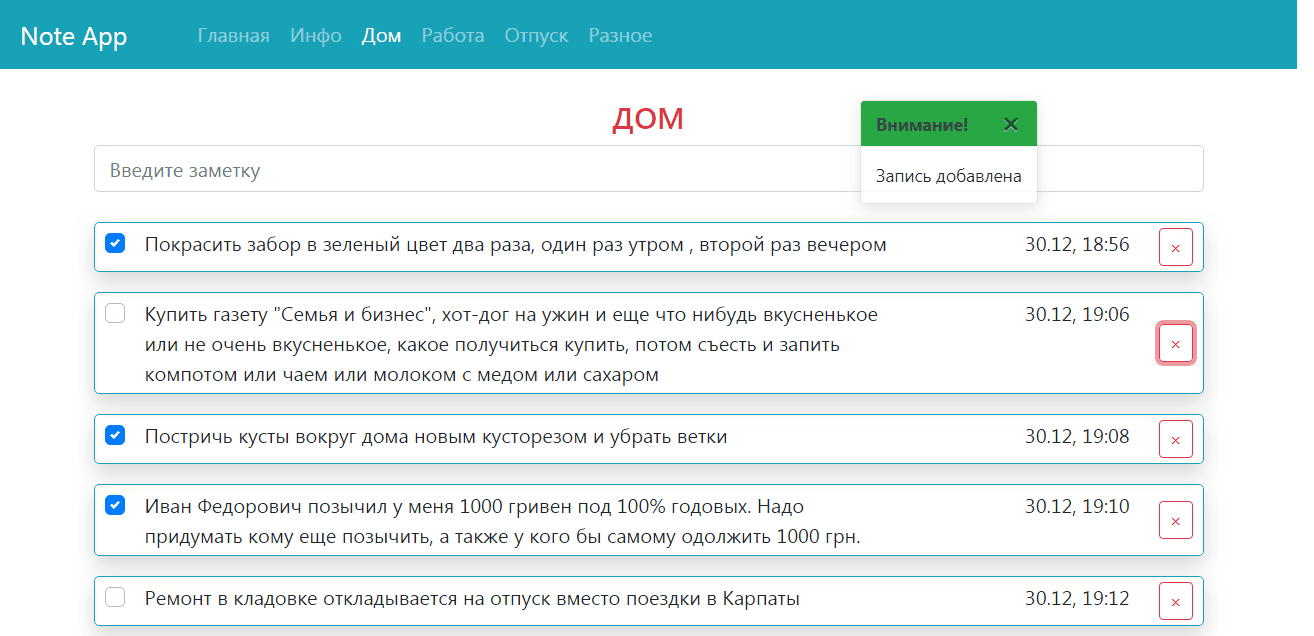 Note App Главная Инфо Дом Работа Отпуск Разное
ДОМ
Внимание! ×
Введите заметку
Запись добавлена
Покрасить забор в зеленый цвет два раза, один раз утром , второй раз вечером 30.12, 18:56 ×
Купить газету "Семья и бизнес", хот-дог на ужин и еще что нибудь вкусненькое 30.12, 19:06
или не очень вкусненькое, какое получиться купить, потом съесть и запить ×
компотом или чаем или молоком с медом или сахаром
Постричь кусты вокруг дома новым кусторезом и убрать ветки 30.12, 19:08 ×
Иван Федорович позычил у меня 1000 гривен под 100% годовых. Надо 30.12, 19:10 ×
придумать кому еще позычить, а также у кого бы самому одолжить 1000 грн.
Ремонт в кладовке откладывается на отпуск вместо поездки в Карпаты 30.12, 19:12 ×